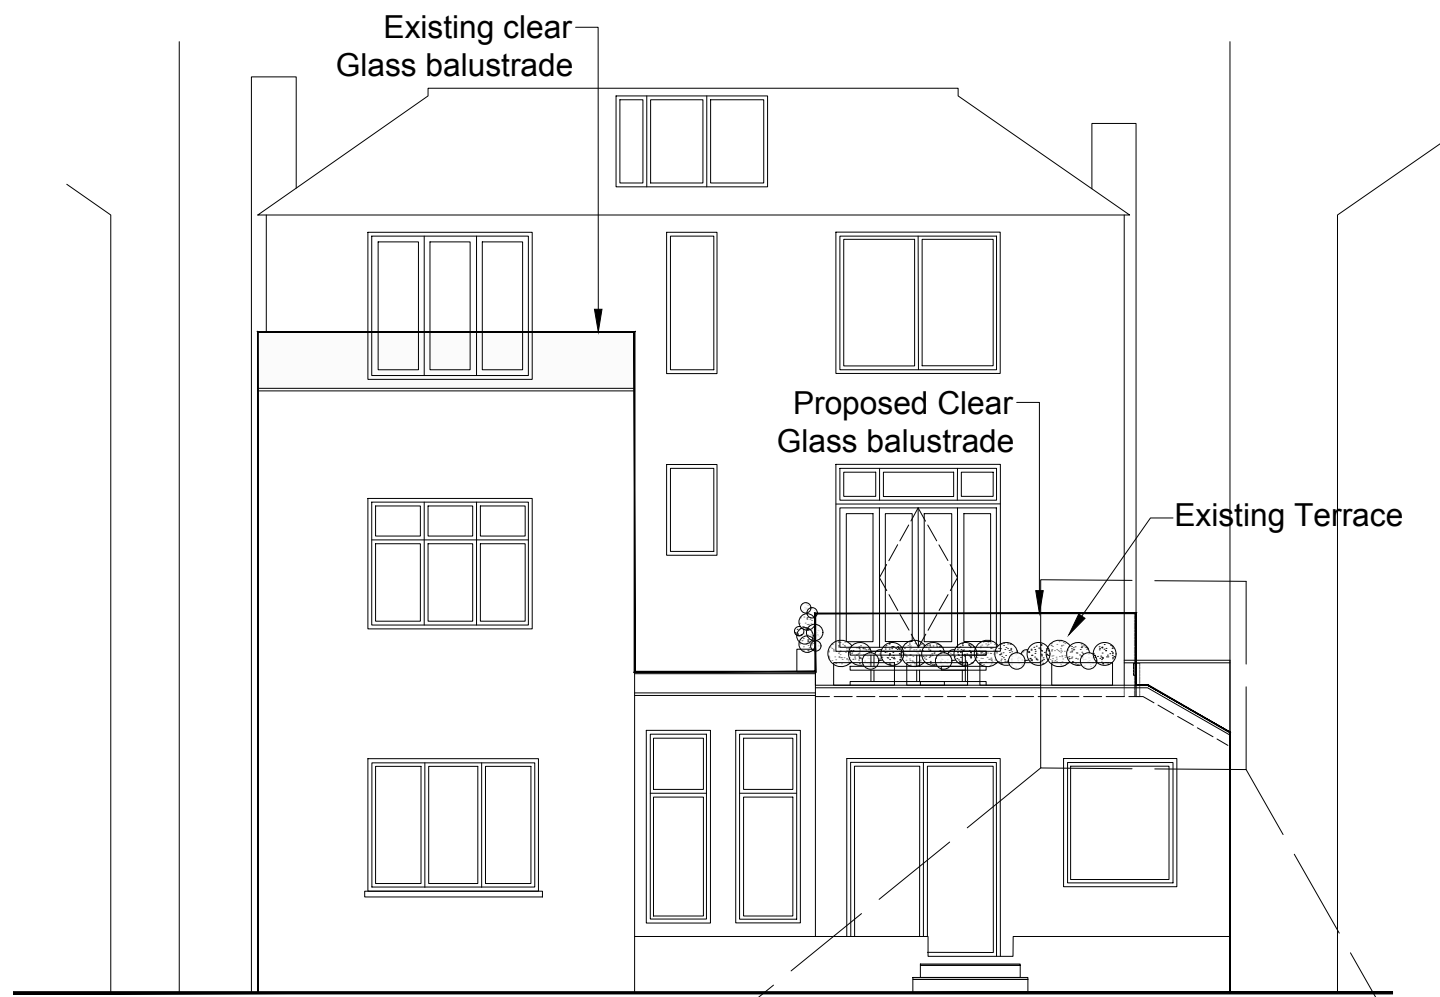 Existing clear
Glass balustrade
Proposed Clear
Glass balustrade
Existing Terrace